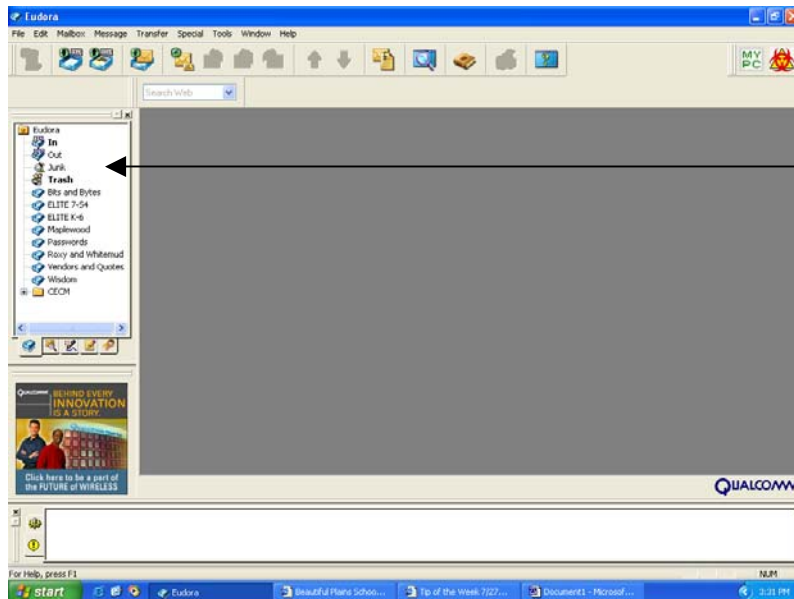 Eudora
File Edit Mailbox Message Transfer Special Tools Window Help
MY PC
Search Web
Eudora
In
Out
Junk
Trash
Bits and Bytes
ELITE 7-S4
ELITE K-6
Maplewood
Passwords
Roxy and Whitemud
Vendors and Quotes
Wisdom
CECM
QUALCOMM
BEHIND EVERY
INNOVATION
IS A STORY.
Click here to be a part of
the FUTURE of WIRELESS
QUALCOMM
For Help, press F1
NUM
start
Eudora
Beautiful Plains Schoo...
Tip of the Week 7/27...
Document1 - Microsof...
3:31 PM